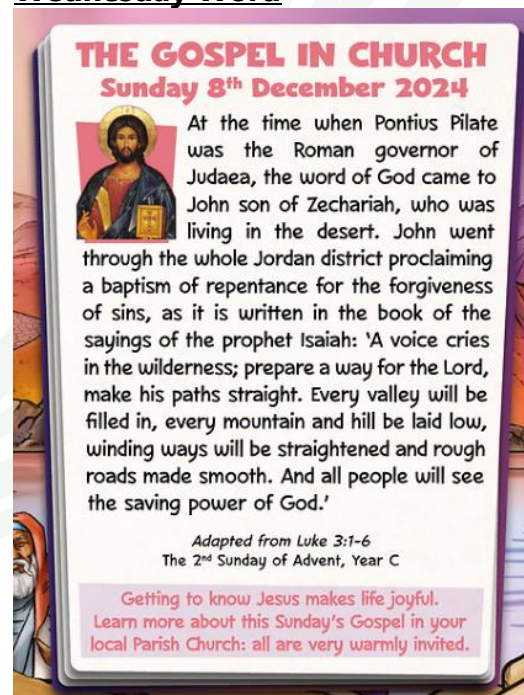 Wednesday Word
THE GOSPEL IN CHURCH
Sunday 8th December 2024
At the time when Pontius Pilate
was the Roman governor of
Judaea, the word of God came to
John son of Zechariah, who was
living in the desert. John went
through the whole Jordan district proclaiming
a baptism of repentance for the forgiveness
of sins, as it is written in the book of the
sayings of the prophet Isaiah: ‘A voice cries
in the wilderness; prepare a way for the Lord,
make his paths straight. Every valley will be
filled in, every mountain and hill be laid low,
winding ways will be straightened and rough
roads made smooth. And all people will see
the saving power of God.’
Adapted from Luke 3:1-6
The 2nd Sunday of Advent, Year C
Getting to know Jesus makes life joyful.
Learn more about this Sunday’s Gospel in your
local Parish Church: all are very warmly invited.